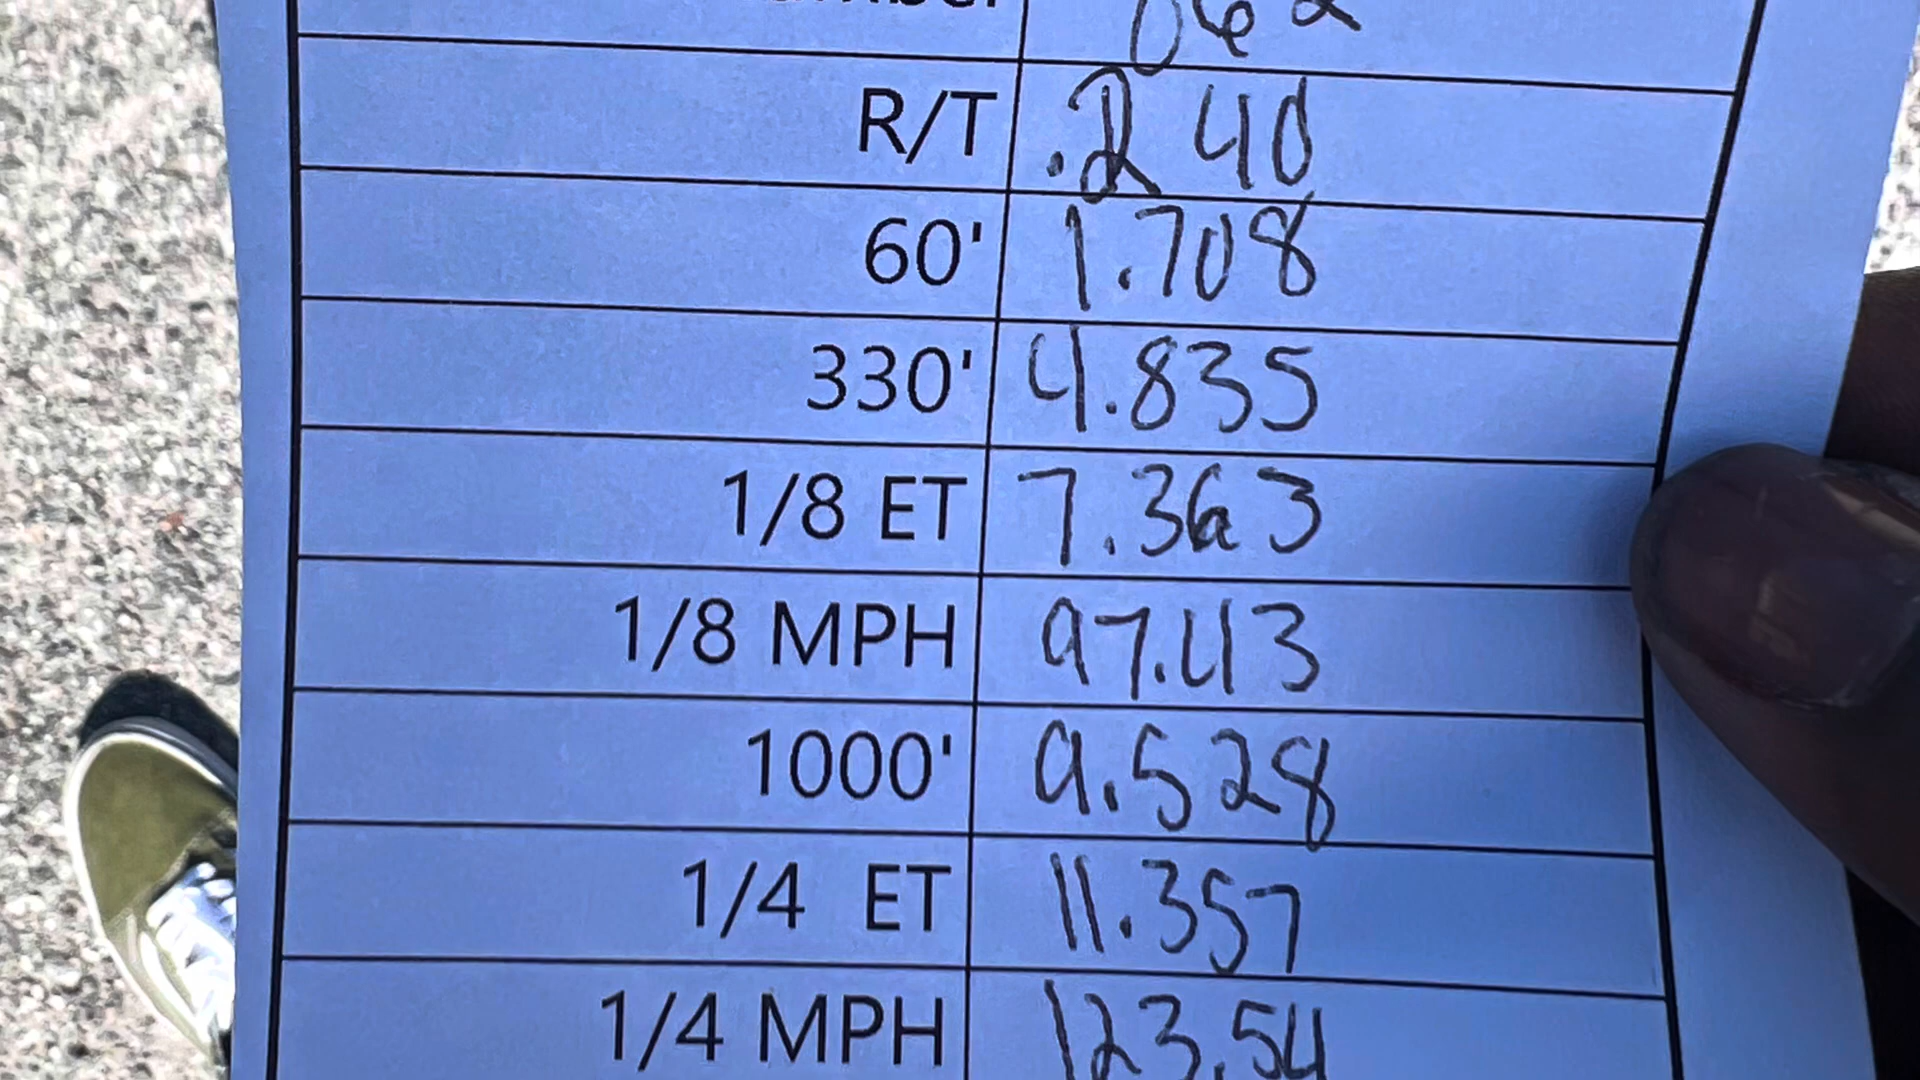 062
R/T .240
60' 1.708
330' 4.835
1/8 ET 7.363
1/8 MPH 97.43
1000' 9.528
1/4 ET 11.357
1/4 MPH 123.54